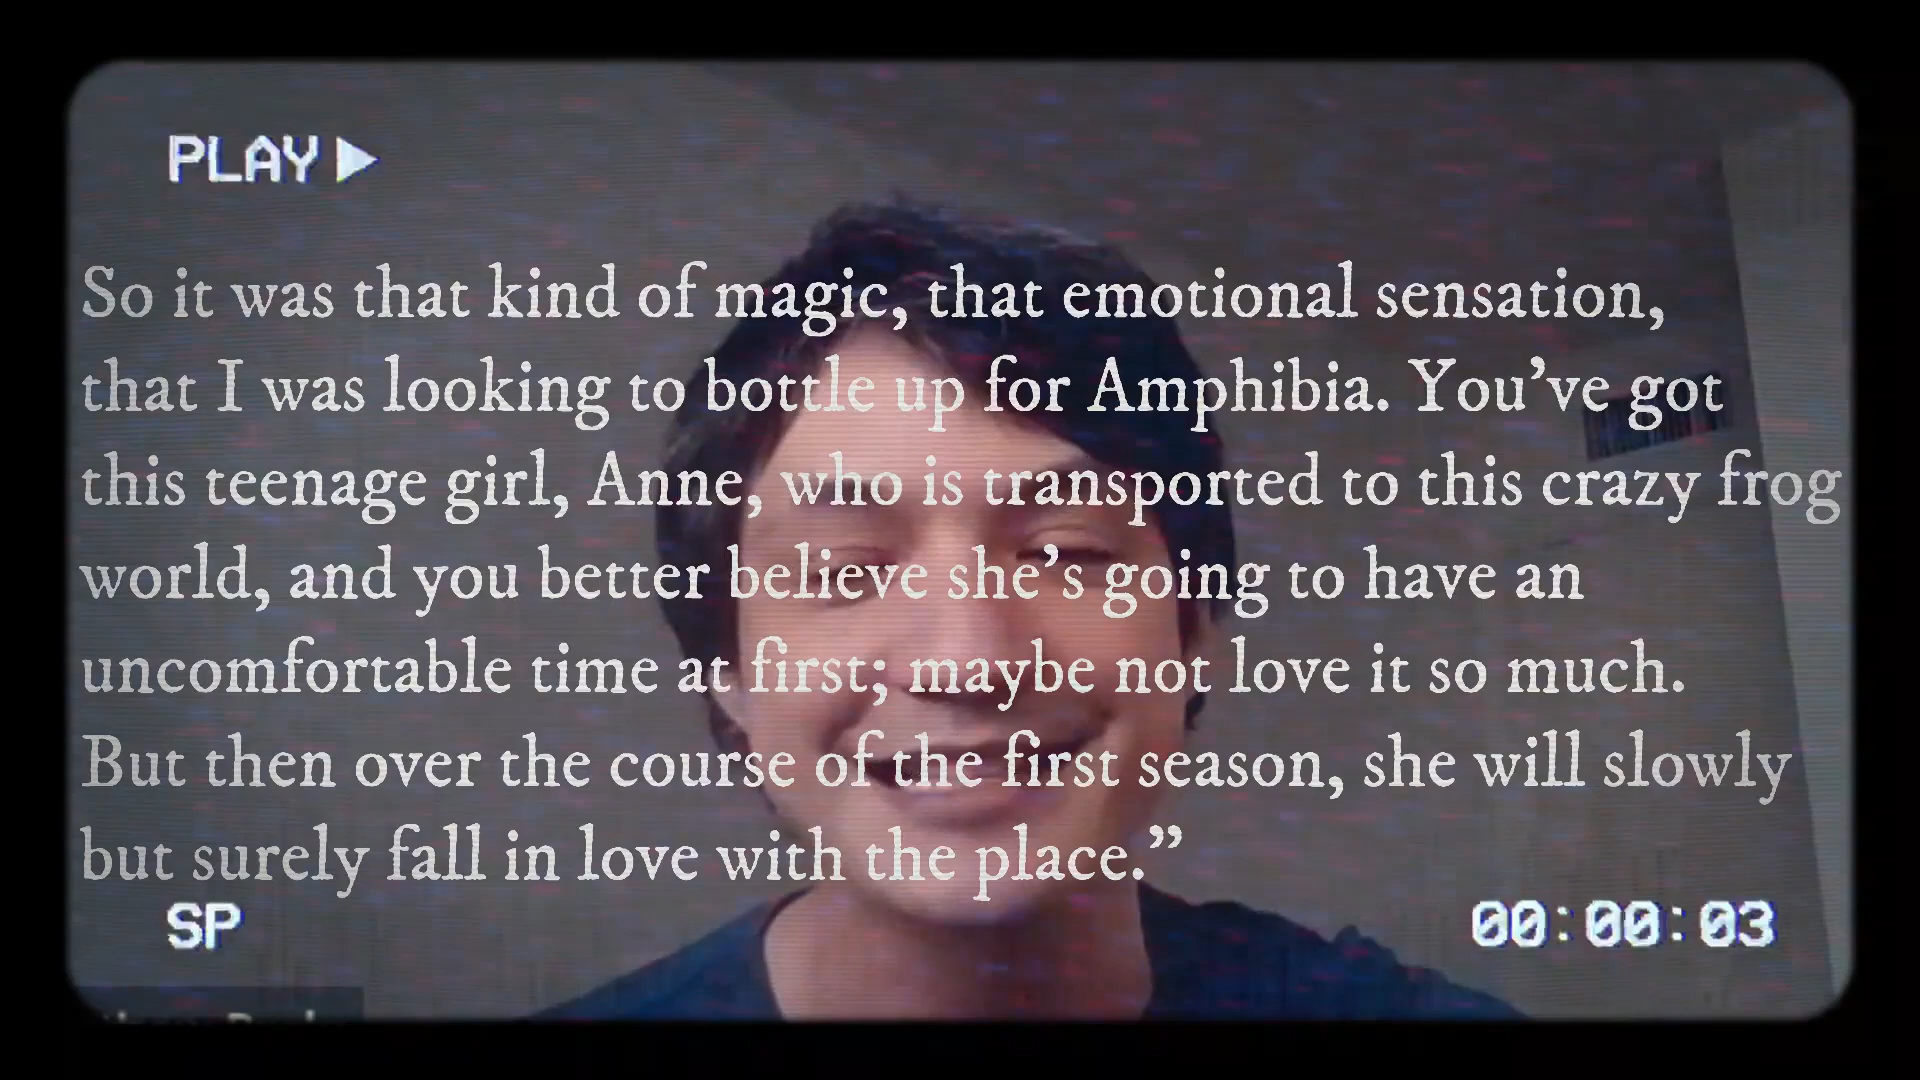 PLAY
So it was that kind of magic, that emotional sensation,
that I was looking to bottle up for Amphibia. You’ve got
this teenage girl, Anne, who is transported to this crazy frog
world, and you better believe she’s going to have an
uncomfortable time at first; maybe not love it so much.
But then over the course of the first season, she will slowly
but surely fall in love with the place.”
SP
00:00:03